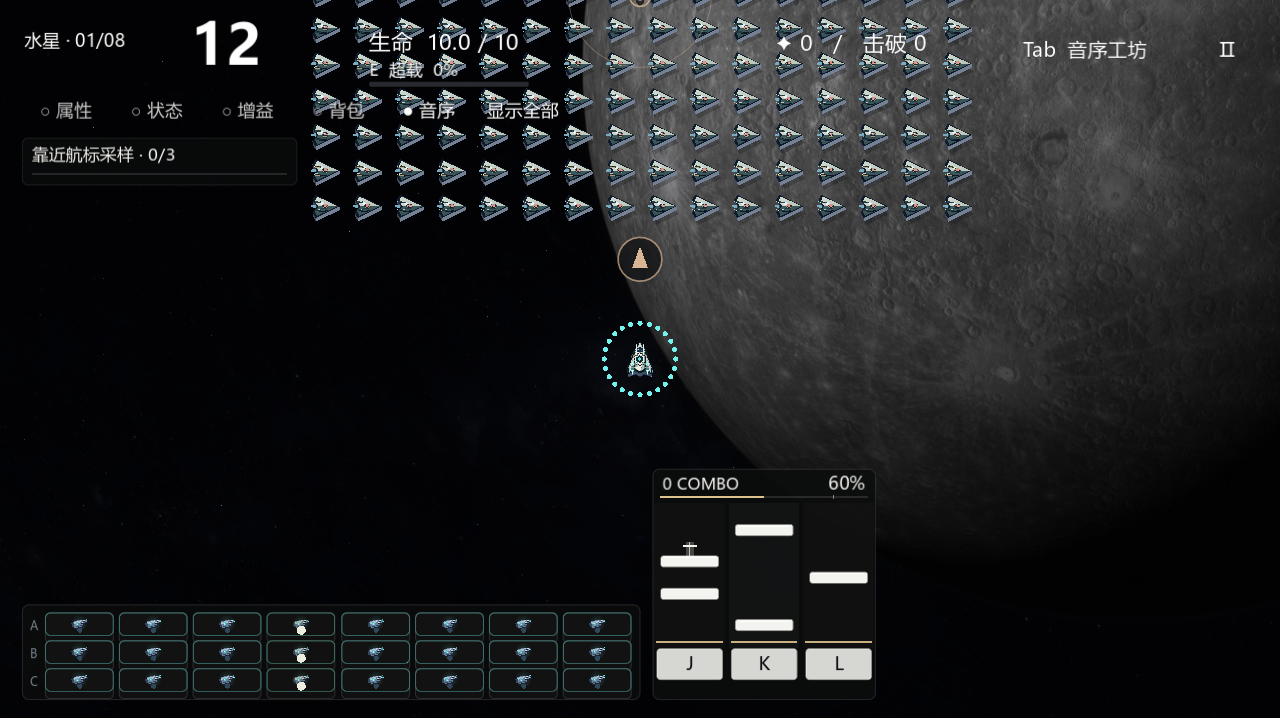 水星 · 01/08
12
生命 10.0 / 10
✦ 0 / 击破 0
Tab 音序工坊
Ⅱ
E 超载 0%
属性
状态
增益
背包
音序
显示全部
靠近航标采样 · 0/3
0 COMBO 60%
A
B
C
J K L